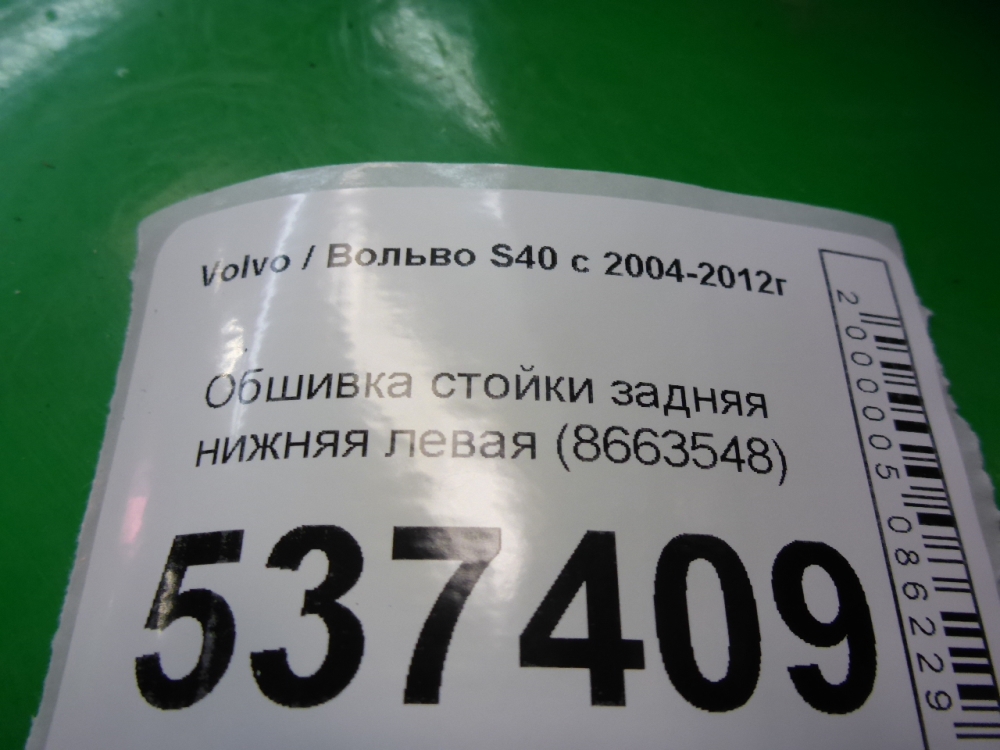 Volvo / Вольво S40 с 2004-2012г
Обшивка стойки задняя
нижняя левая (8663548)
537409
2000005086229